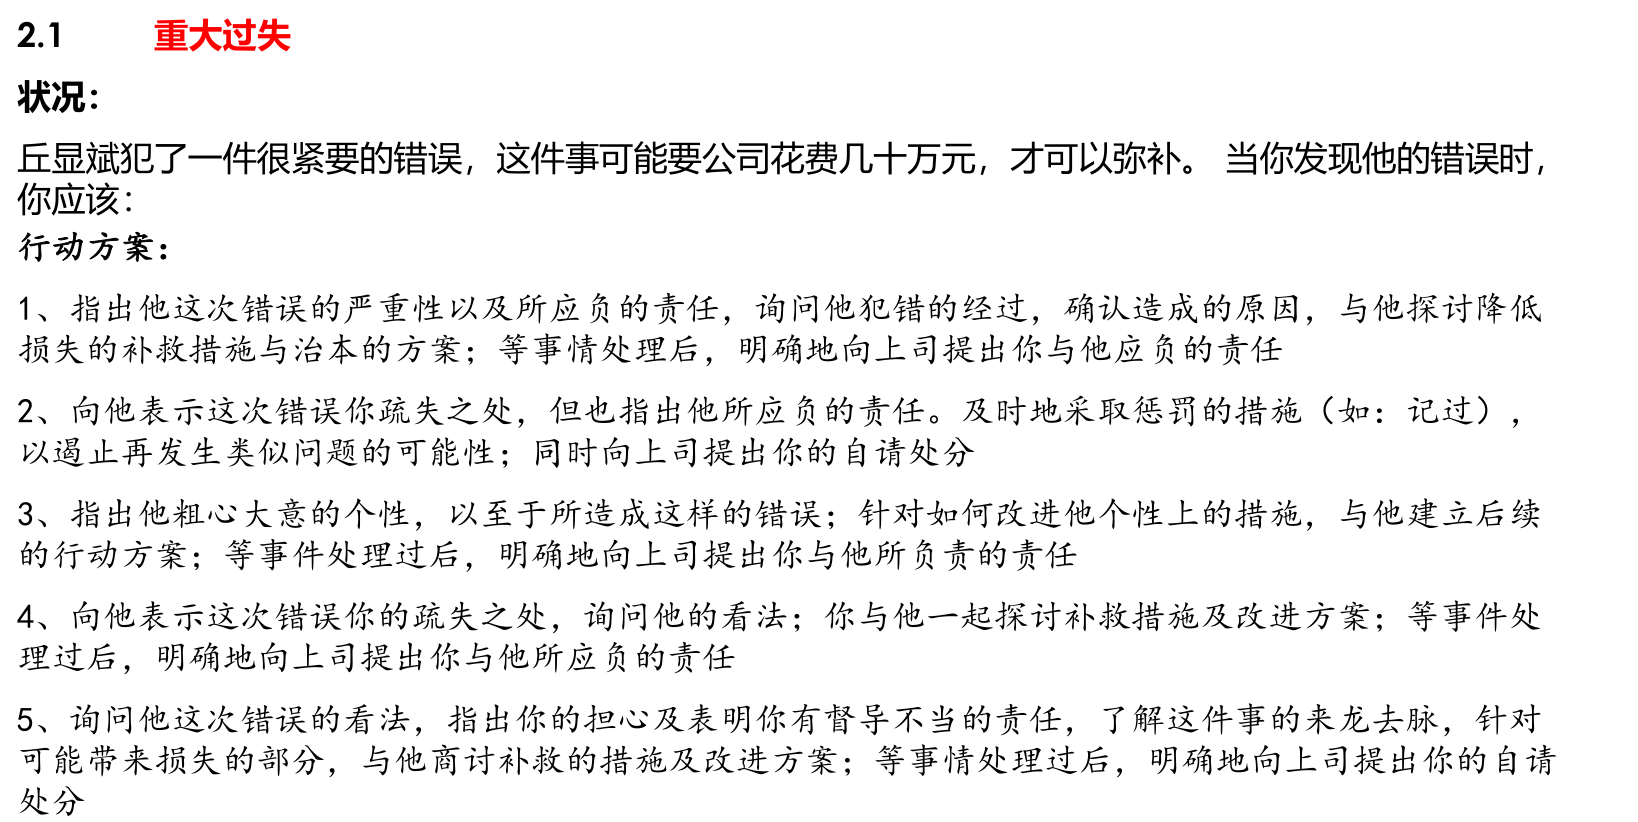 2.1 重大过失
状况：
丘显斌犯了一件很紧要的错误，这件事可能要公司花费几十万元，才可以弥补。 当你发现他的错误时，
你应该：
行动方案：
1、指出他这次错误的严重性以及所应负的责任，询问他犯错的经过，确认造成的原因，与他探讨降低
损失的补救措施与治本的方案；等事情处理后，明确地向上司提出你与他应负的责任
2、向他表示这次错误你疏失之处，但也指出他所应负的责任。及时地采取惩罚的措施（如：记过），
以遏止再发生类似问题的可能性；同时向上司提出你的自请处分
3、指出他粗心大意的个性，以至于所造成这样的错误；针对如何改进他个性上的措施，与他建立后续
的行动方案；等事件处理过后，明确地向上司提出你与他所负责的责任
4、向他表示这次错误你的疏失之处，询问他的看法；你与他一起探讨补救措施及改进方案；等事件处
理过后，明确地向上司提出你与他所应负的责任
5、询问他这次错误的看法，指出你的担心及表明你有督导不当的责任，了解这件事的来龙去脉，针对
可能带来损失的部分，与他商讨补救的措施及改进方案；等事情处理过后，明确地向上司提出你的自请
处分